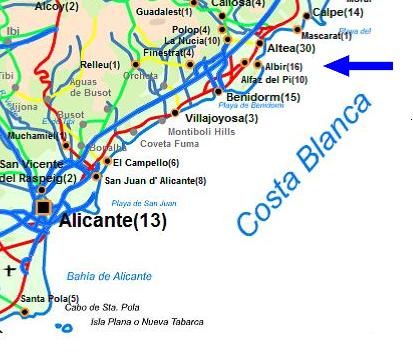 Alcoy(2)
Guadalest(1)
Callosa(4)
Calpe(14)
Ibi
Polop(4)
La Nucia(10)
Mascarat(1)
Playa del
Finestrat(4)
Altea(30)
Relleu(1)
Orcheta
Albir(16)
Tibi
Aguas
de Busot
Alfaz del Pi(10)
Benidorm(15)
Playa de Benidorm
Jijona
Busot
Villajoyosa(3)
Muchamiel(1)
Montiboli Hills
Coveta Fuma
Bonalba
Costa Blanca
San Vicente
del Raspeig(2)
El Campello(6)
San Juan d' Alicante(8)
Playa de San Juan
Alicante(13)
Bahía de Alicante
Santa Pola(5)
Cabo de Sta. Pola
Isla Plana o Nueva Tabarca